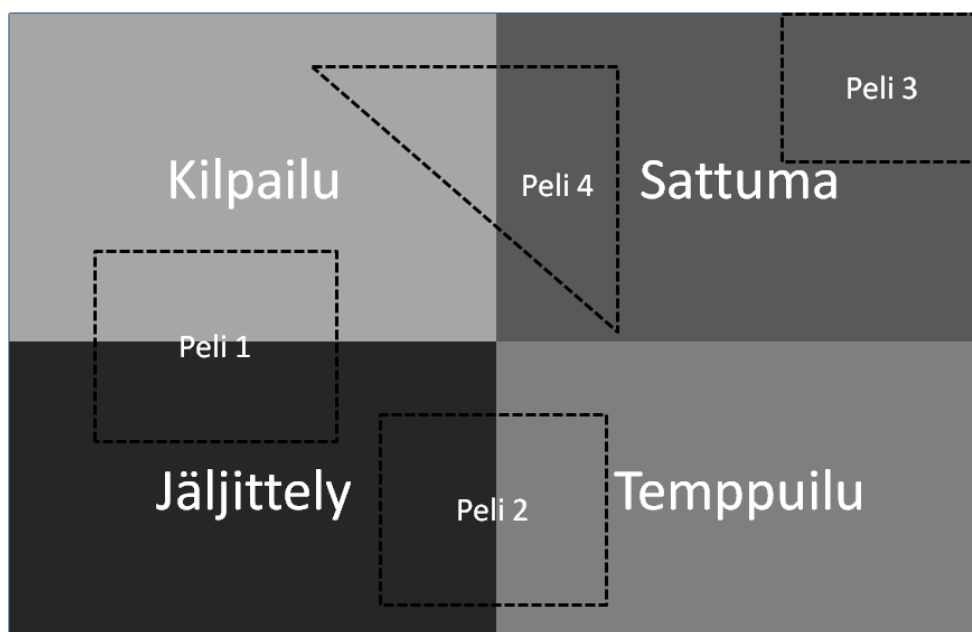 Peli 3
Kilpailu
Peli 4
Sattuma
Peli 1
Jäljittely
Peli 2
Temppuilu